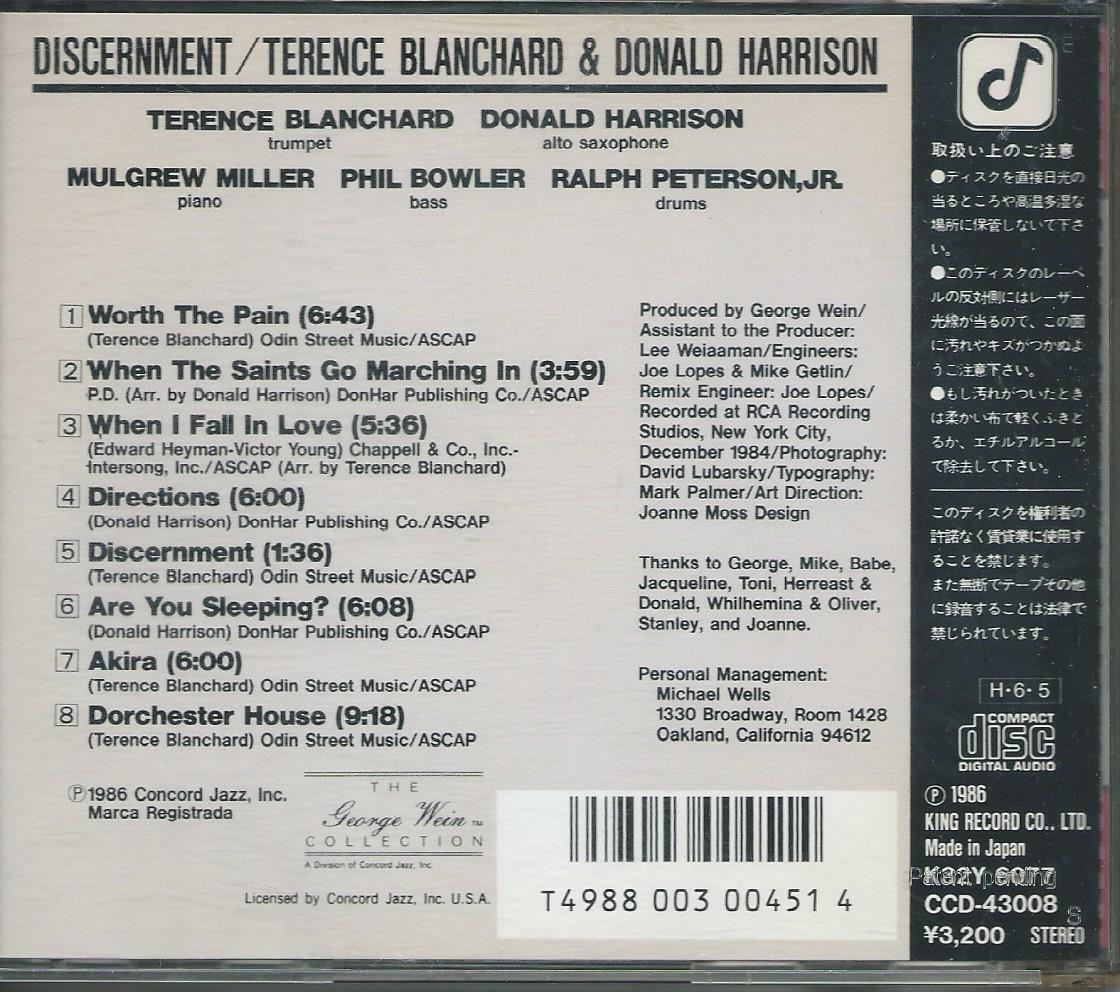 DISCERNMENT/TERENCE BLANCHARD & DONALD HARRISON
TERENCE BLANCHARD DONALD HARRISON
trumpet alto saxophone
MULGREW MILLER PHIL BOWLER RALPH PETERSON,JR.
piano bass drums
1 Worth The Pain (6:43)
(Terence Blanchard) Odin Street Music/ASCAP
2 When The Saints Go Marching In (3:59)
P.D. (Arr. by Donald Harrison) DonHar Publishing Co./ASCAP
3 When I Fall In Love (5:36)
(Edward Heyman-Victor Young) Chappell & Co., Inc.-
Intersong, Inc./ASCAP (Arr. by Terence Blanchard)
4 Directions (6:00)
(Donald Harrison) DonHar Publishing Co./ASCAP
5 Discernment (1:36)
(Terence Blanchard) Odin Street Music/ASCAP
6 Are You Sleeping? (6:08)
(Donald Harrison) DonHar Publishing Co./ASCAP
7 Akira (6:00)
(Terence Blanchard) Odin Street Music/ASCAP
8 Dorchester House (9:18)
(Terence Blanchard) Odin Street Music/ASCAP
Produced by George Wein/
Assistant to the Producer:
Lee Weiaaman/Engineers:
Joe Lopes & Mike Getlin/
Remix Engineer: Joe Lopes/
Recorded at RCA Recording
Studios, New York City,
December 1984/Photography:
David Lubarsky/Typography:
Mark Palmer/Art Direction:
Joanne Moss Design
Thanks to George, Mike, Babe,
Jacqueline, Toni, Herreast &
Donald, Whilhemina & Oliver,
Stanley, and Joanne.
Personal Management:
Michael Wells
1330 Broadway, Room 1428
Oakland, California 94612
Ⓟ1986 Concord Jazz, Inc.
Marca Registrada
THE
George Wein TM
COLLECTION
A Division of Concord Jazz, Inc.
Licensed by Concord Jazz, Inc. U.S.A.
T4988 003 00451 4
取扱い上のご注意
●ディスクを直接日光の
当るところや高温多湿な
場所に保管しないで下さ
い。
●このディスクのレーベ
ルの反対側にはレーザー
光線が当るので、この面
に汚れやキズがつかぬよ
うご注意下さい。
●もし汚れがついたとき
は柔かい布で軽くふきと
るか、エチルアルコール
で除去して下さい。
このディスクを権利者の
許諾なく賃貸業に使用す
ることを禁じます。
また無断でテープその他
に録音することは法律で
禁じられています。
H・6・5
COMPACT
disc
DIGITAL AUDIO
Ⓟ 1986
KING RECORD CO., LTD.
Made in Japan
K32Y 6077
Patent pending
CCD-43008
¥3,200 STEREO